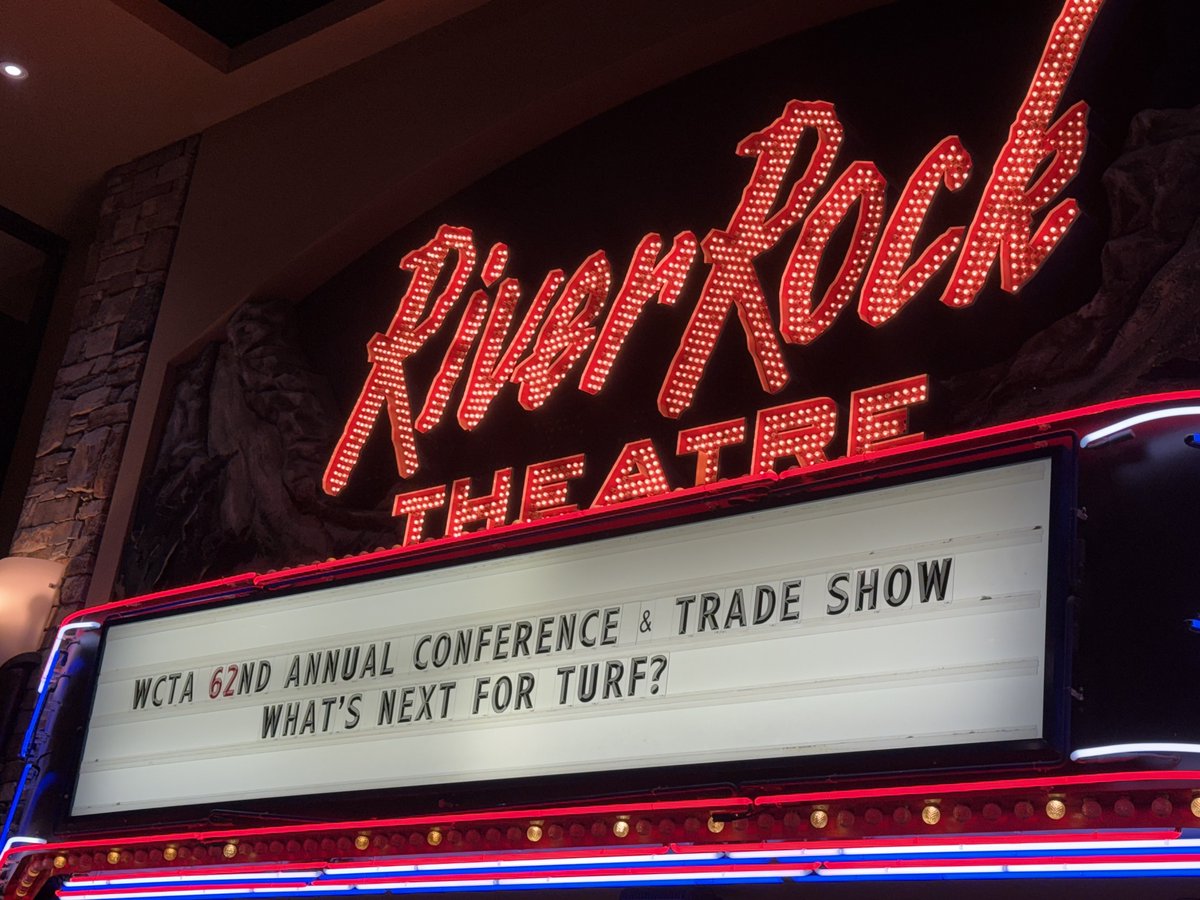 RiverRock
THEATRE
WCTA 62ND ANNUAL CONFERENCE & TRADE SHOW
WHAT'S NEXT FOR TURF?